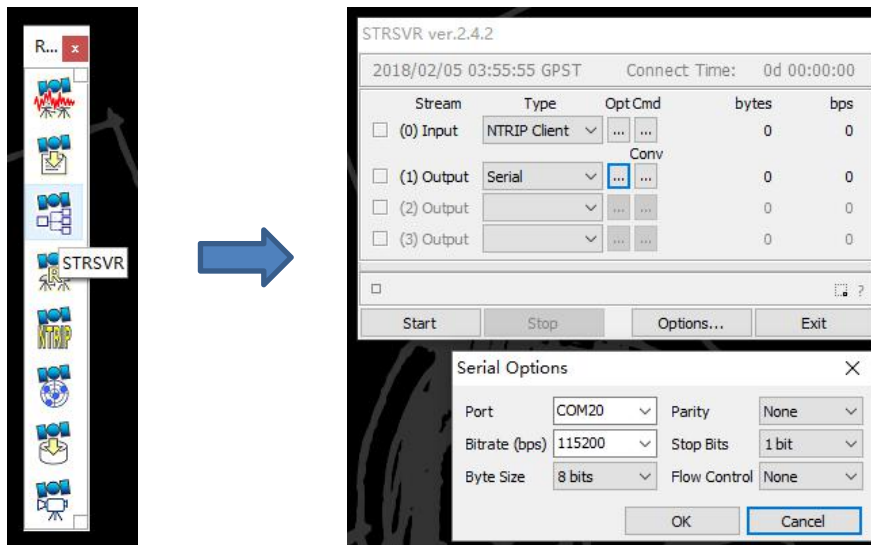 R... x
STRSVR
NTRIP
STRSVR ver.2.4.2
2018/02/05 03:55:55 GPST Connect Time: 0d 00:00:00
Stream Type Opt Cmd bytes bps
(0) Input NTRIP Client ... ... 0 0
Conv
(1) Output Serial ... ... 0 0
(2) Output ... ... 0 0
(3) Output ... ... 0 0
?
Start Stop Options... Exit
Serial Options
Port COM20 Parity None
Bitrate (bps) 115200 Stop Bits 1 bit
Byte Size 8 bits Flow Control None
OK Cancel